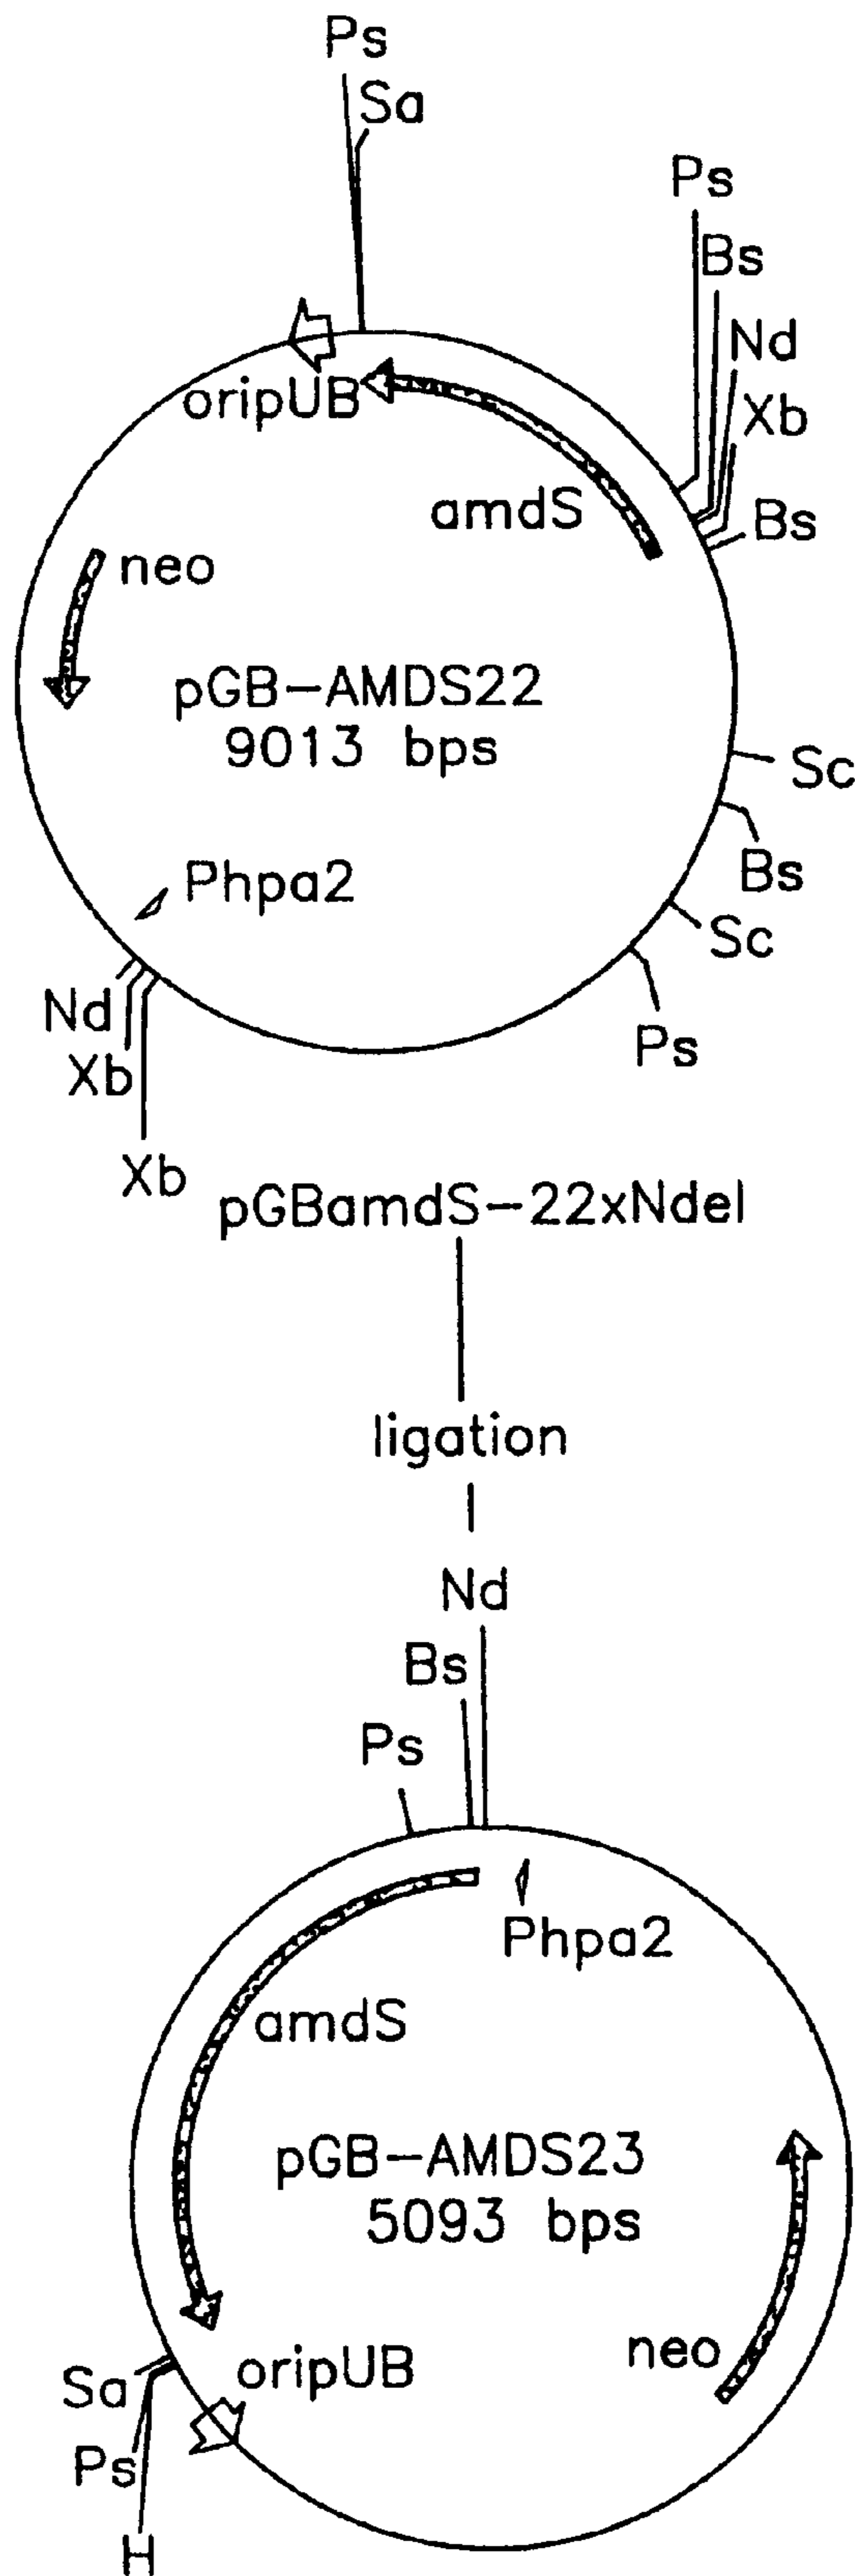 Ps
Sa
Ps
Bs
Nd
Xb
oripUB
amdS
Bs
neo
pGB-AMDS22
9013 bps
Sc
Phpa2
Bs
Sc
Nd
Ps
Xb
Xb
pGBamdS-22xNdeI
ligation
Nd
Bs
Ps
Phpa2
amdS
pGB-AMDS23
5093 bps
neo
oripUB
Sa
Ps
H